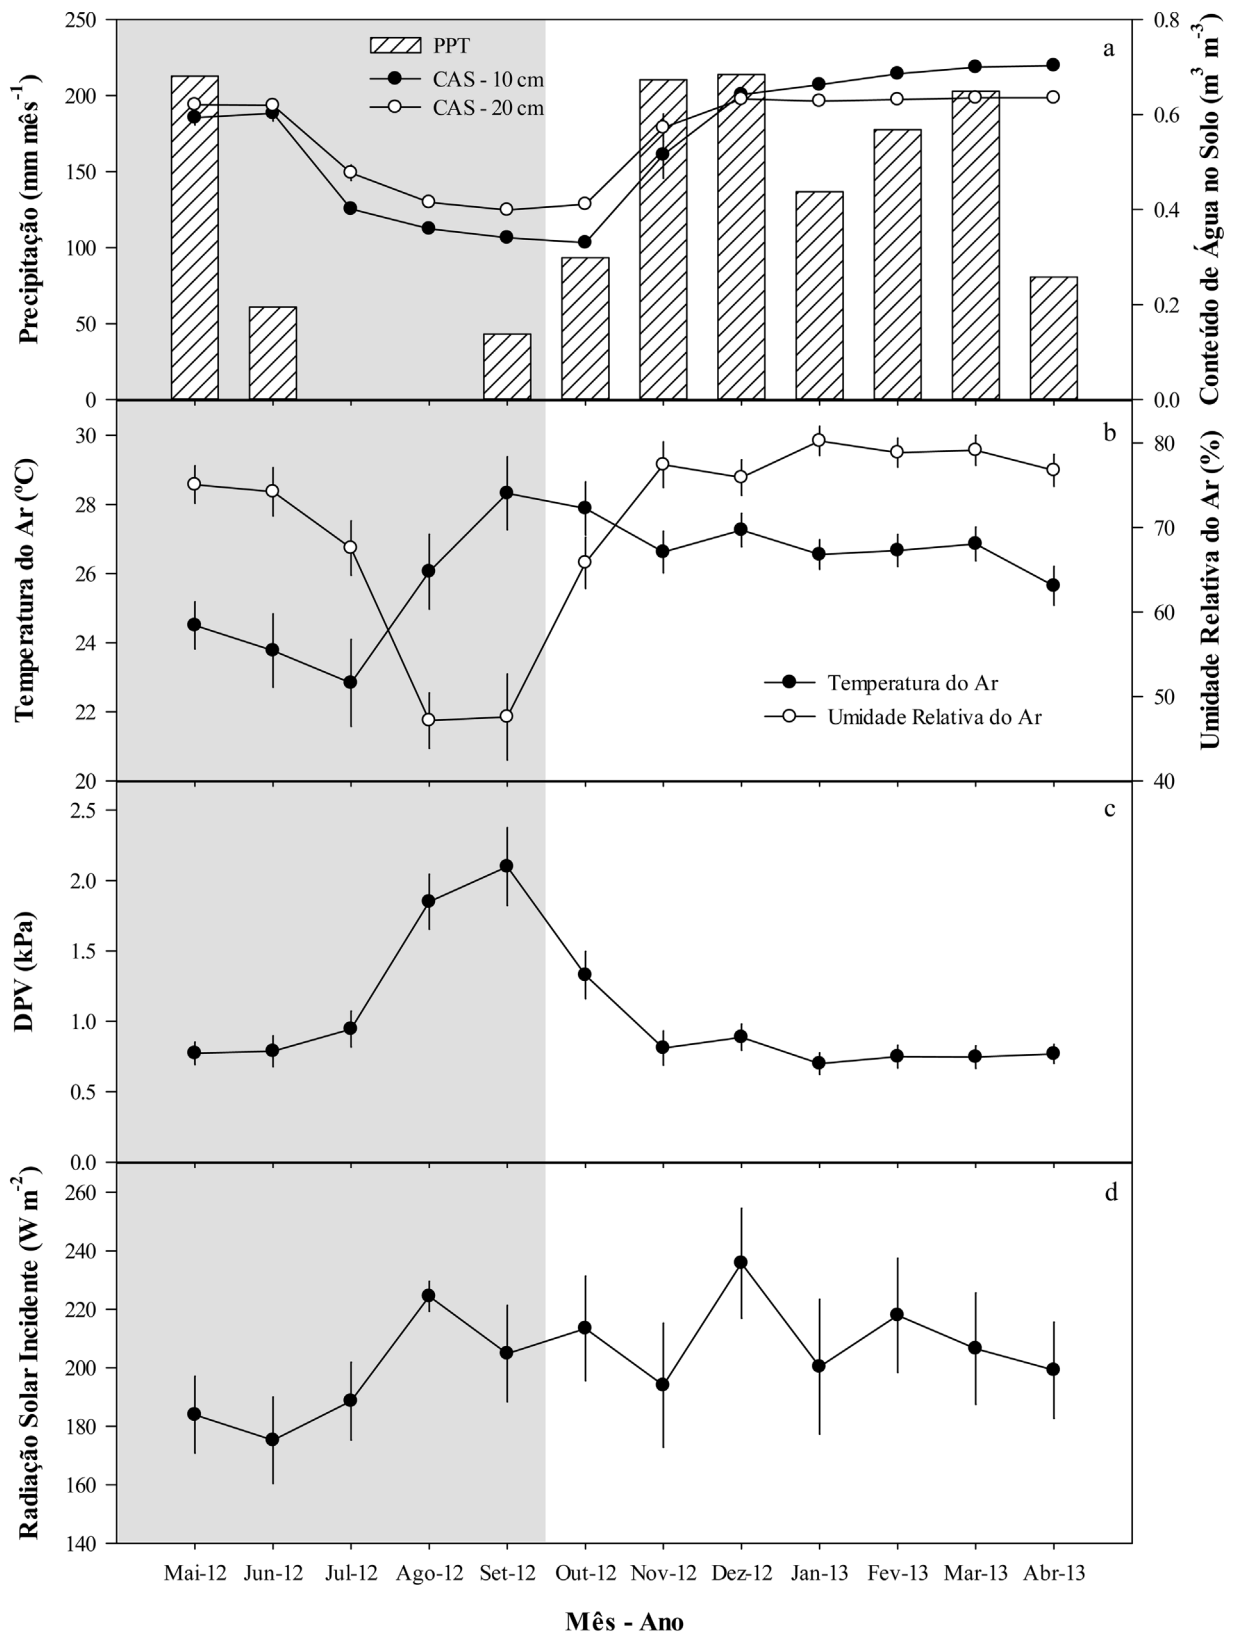 250
200
150
100
50
0
Precipitação (mm mês⁻¹)
PPT
CAS - 10 cm
CAS - 20 cm
a
0.8
0.6
0.4
0.2
0.0
Conteúdo de Água no Solo (m³ m⁻³)
30
28
26
24
22
20
Temperatura do Ar (ºC)
b
Temperatura do Ar
Umidade Relativa do Ar
80
70
60
50
40
Umidade Relativa do Ar (%)
2.5
2.0
1.5
1.0
0.5
0.0
DPV (kPa)
c
260
240
220
200
180
160
140
Radiação Solar Incidente (W m⁻²)
d
Mai-12 Jun-12 Jul-12 Ago-12 Set-12 Out-12 Nov-12 Dez-12 Jan-13 Fev-13 Mar-13 Abr-13
Mês - Ano